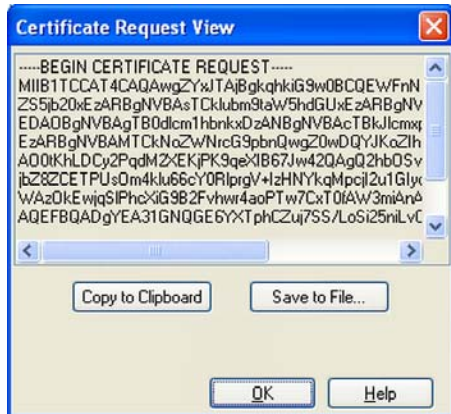 Certificate Request View
-----BEGIN CERTIFICATE REQUEST-----
MIIB1TCCAT4CAQAwgZYxJTAjBgkqhkiG9w0BCQEWFnN
ZS5jb20xEzARBgNVBAsTCklubm9taW5hdGUxEzARBgNV
EDAOBgNVBAgTB0dlcm1hbnkxDzANBgNVBAcTBkJlcmxp
EzARBgNVBAMTCkNoZWNrcG9pbnQwgZ0wDQYJKoZIh
AO0tKhLDCy2PqdM2XEKjPK9qeXIB67Jw42QAgQ2hbOSv
jbZ8ZCETPUsOm4klu66cY0RlprgV+IzHNYkqMpcjI2u1Glyc
WAzOkEwjqSIPhcXiG9B2Fvhwr4aoPTw7CxT0fAW3miAnA
AQEFBQADgYEA31GNQGE6YXTphCZuj7SS/LoSi25niLvC
Copy to Clipboard
Save to File...
OK
Help